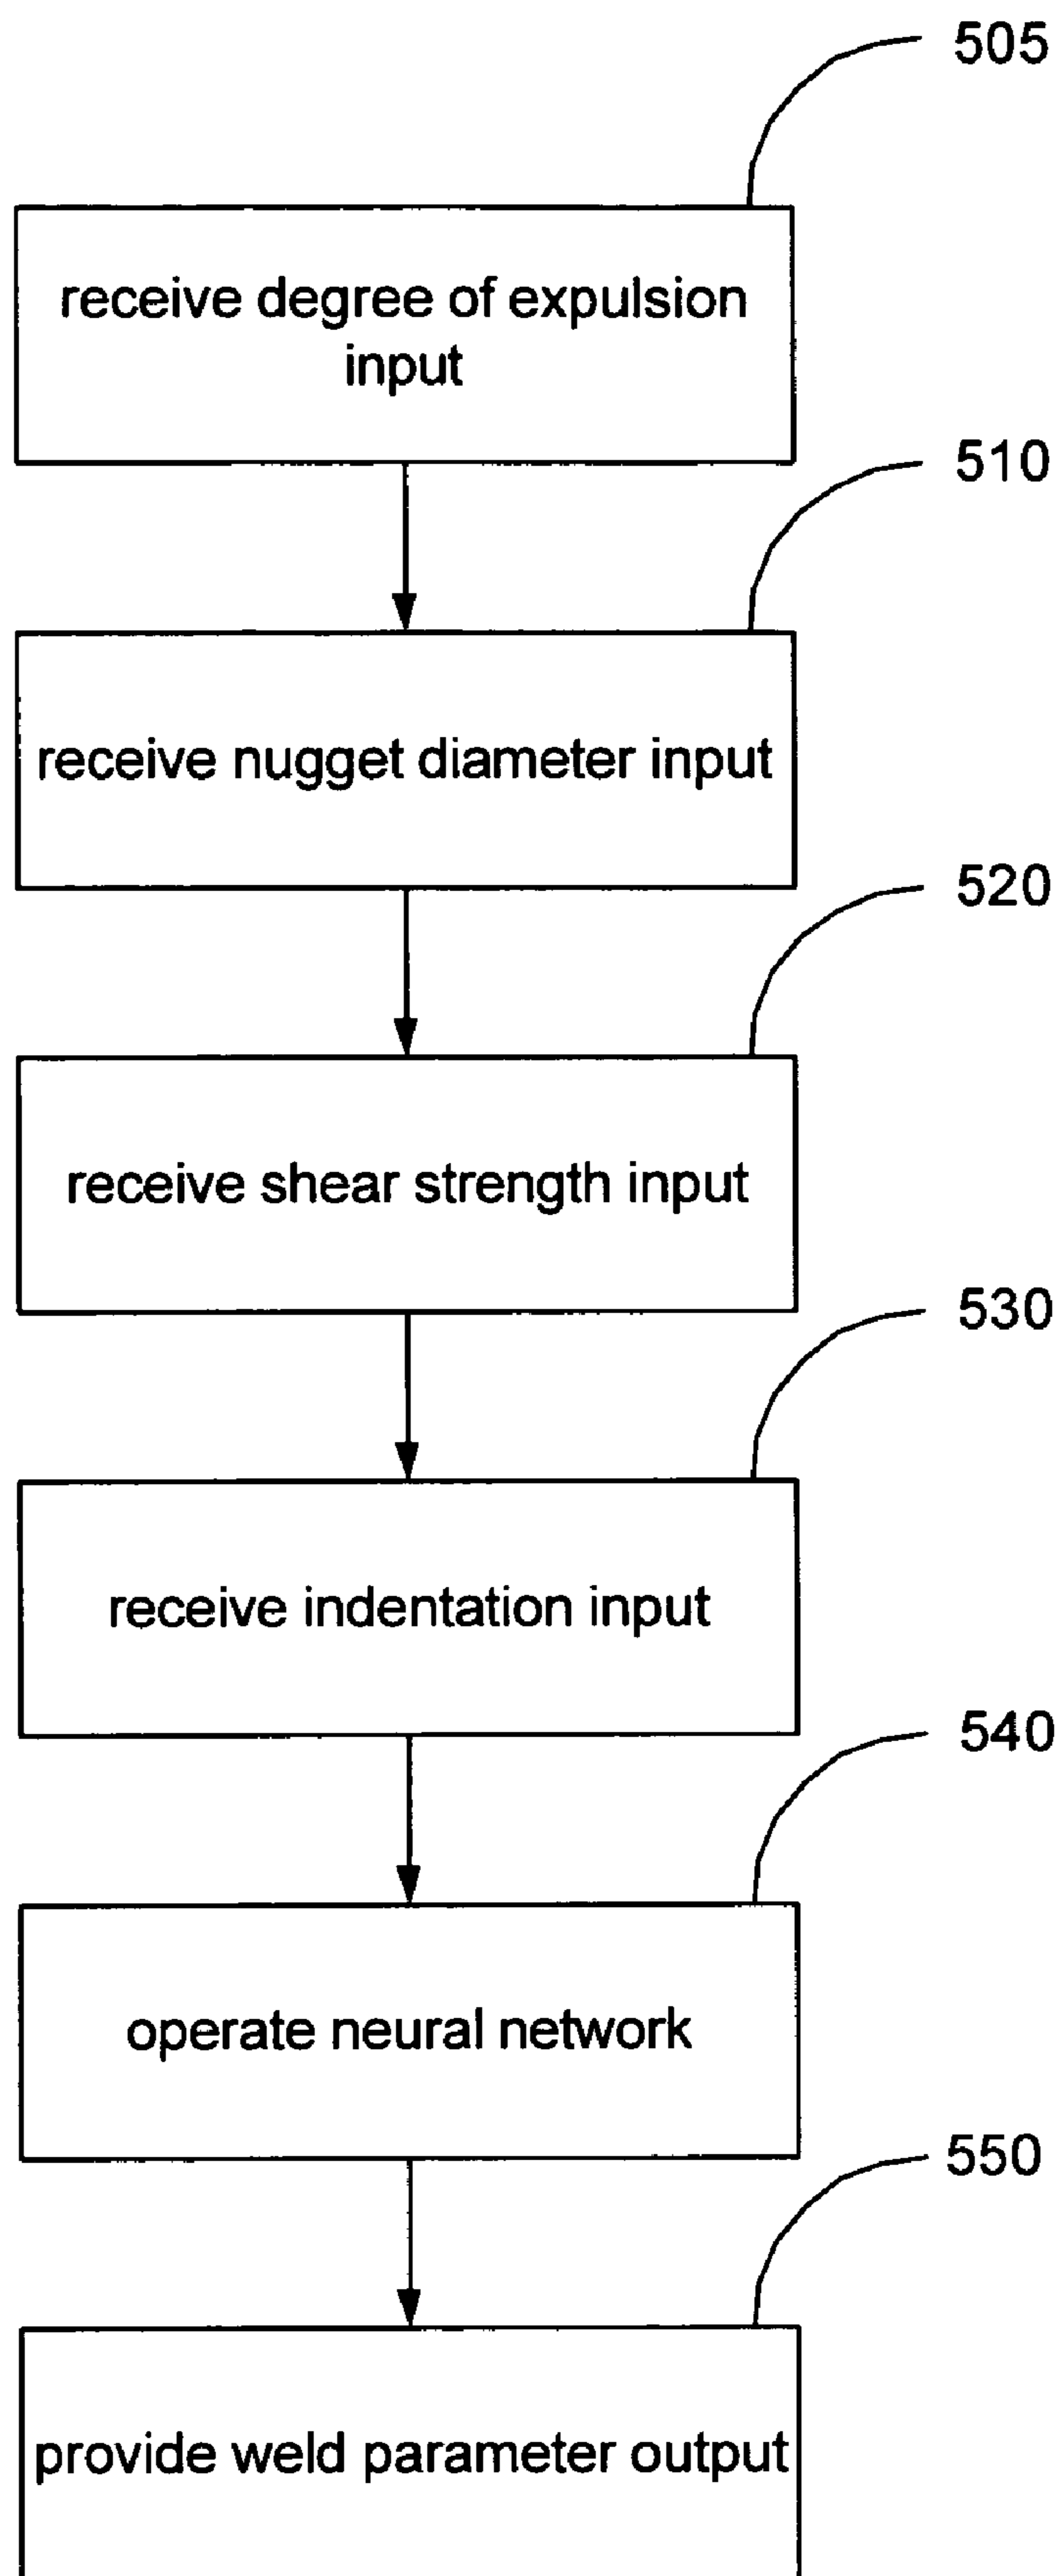 505
receive degree of expulsion
input
510
receive nugget diameter input
520
receive shear strength input
530
receive indentation input
540
operate neural network
550
provide weld parameter output